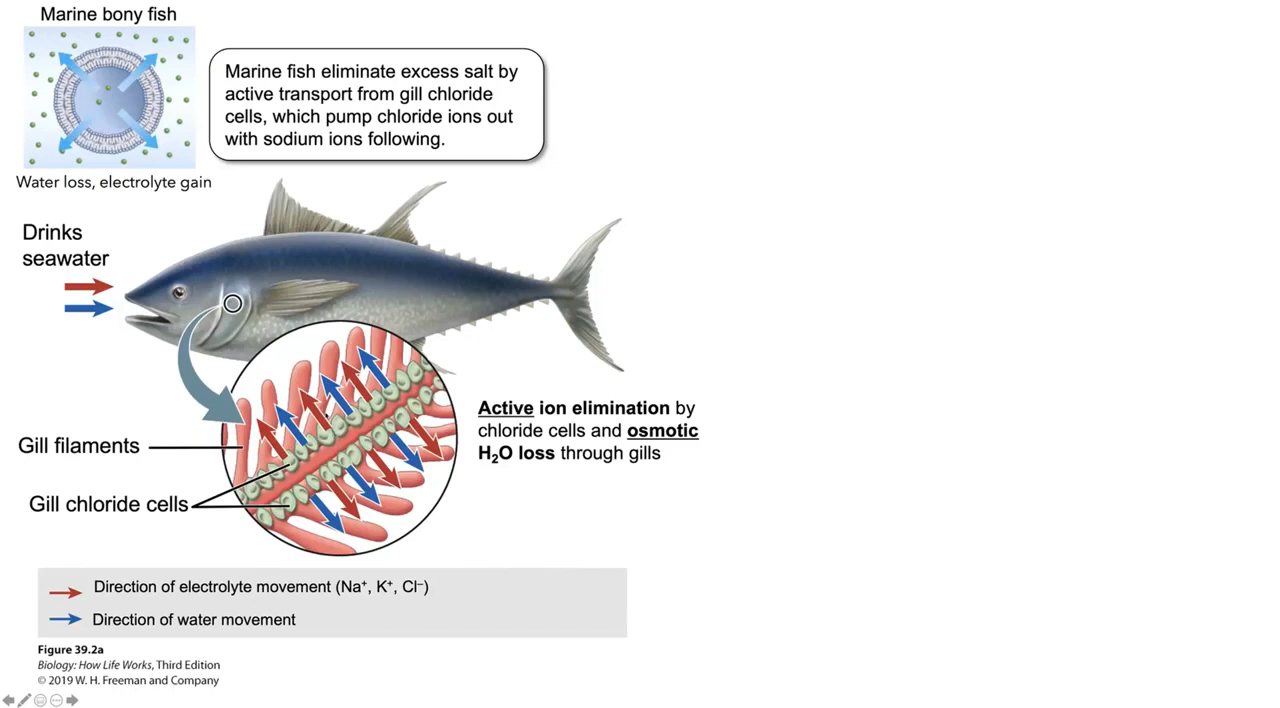 Marine bony fish
Marine fish eliminate excess salt by
active transport from gill chloride
cells, which pump chloride ions out
with sodium ions following.
Water loss, electrolyte gain
Drinks
seawater
Active ion elimination by
chloride cells and osmotic
H₂O loss through gills
Gill filaments
Gill chloride cells
Direction of electrolyte movement (Na⁺, K⁺, Cl⁻)
Direction of water movement
Figure 39.2a
Biology: How Life Works, Third Edition
© 2019 W. H. Freeman and Company